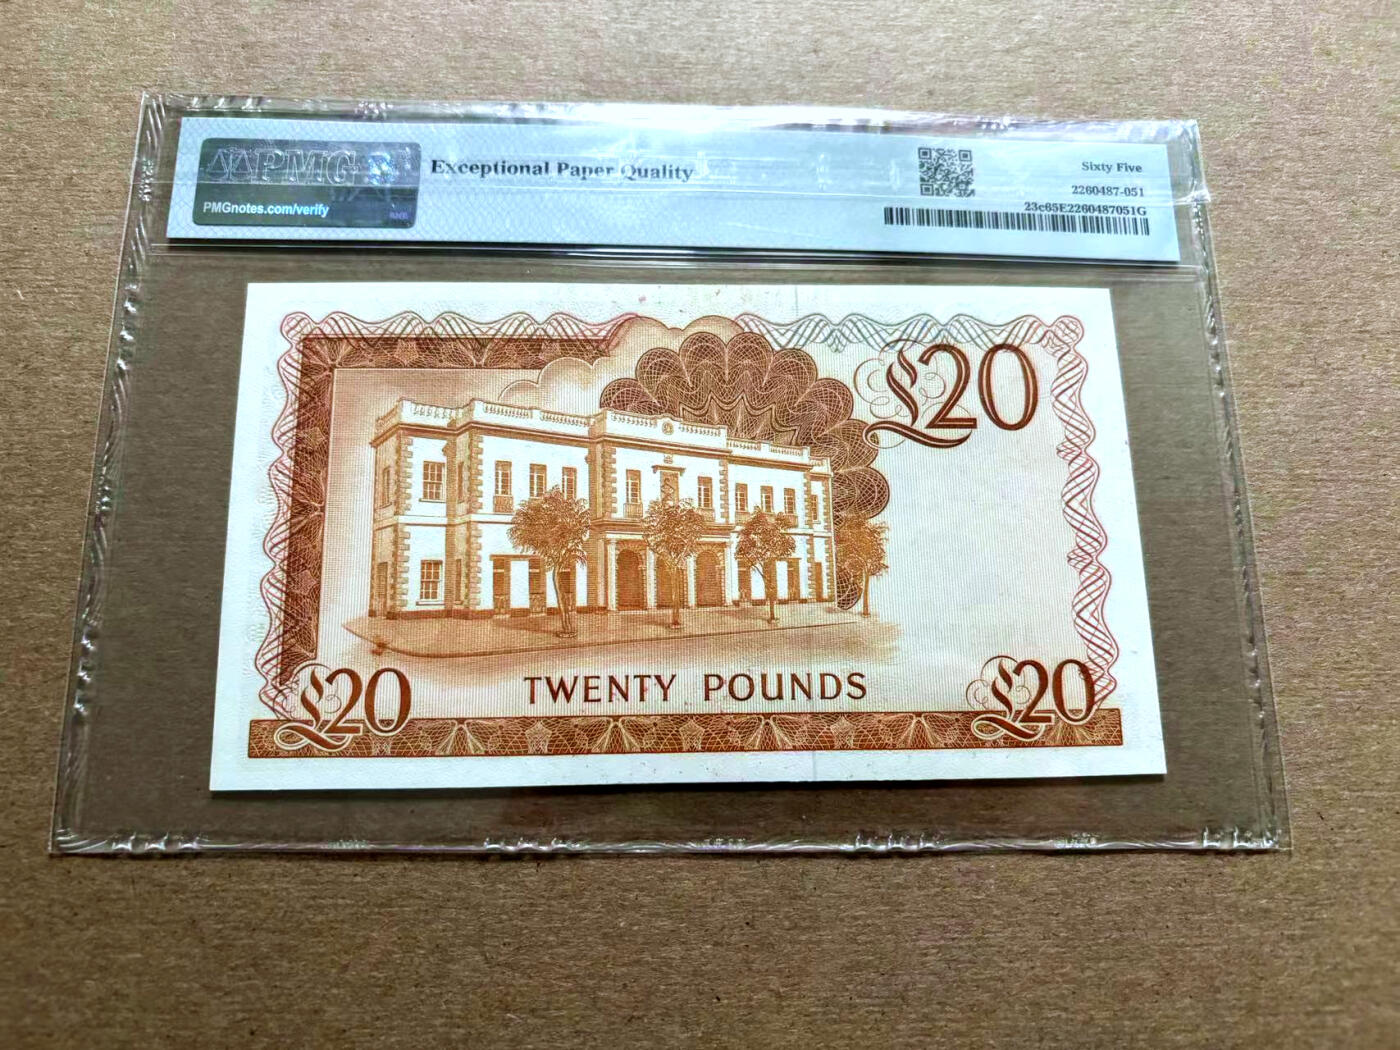 PMG
PMGnotes.com/verify
Exceptional Paper Quality
Sixty Five
2260487-051
23c65E2260487051G
£20
£20
TWENTY POUNDS
£20